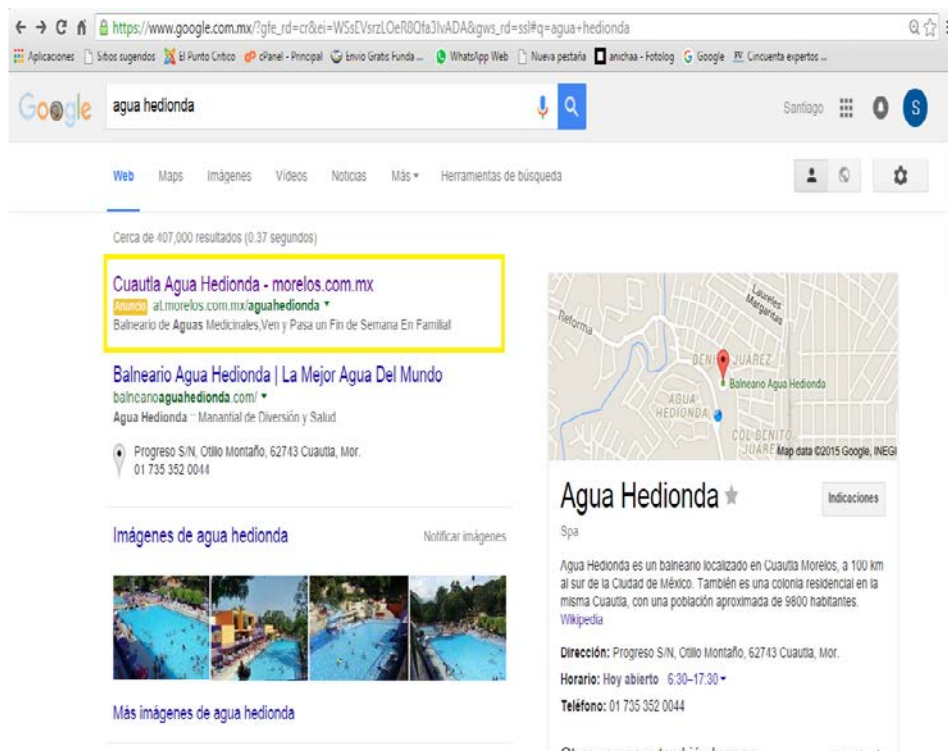 https://www.google.com.mx/?gfe_rd=cr&ei=WSsEVsrzLOeR8Qfa3IvADA&gws_rd=ssl#q=agua+hedionda
Aplicaciones Sitios sugeridos El Punto Critico cPanel - Principal Envio Gratis Funda ... WhatsApp Web Nueva pestaña anichaa - Fotolog Google Cincuenta expertos ...
Google agua hedionda Santiago S
Web Maps Imágenes Vídeos Noticias Más Herramientas de búsqueda
Cerca de 407,000 resultados (0.37 segundos)
Cuautla Agua Hedionda - morelos.com.mx
Anuncio at.morelos.com.mx/aguahedionda
Balneario de Aguas Medicinales,Ven y Pasa un Fin de Semana En Familial
Balneario Agua Hedionda | La Mejor Agua Del Mundo
balnearioaguahedionda.com/
Agua Hedionda :: Manantial de Diversión y Salud
Progreso S/N, Otilio Montaño, 62743 Cuautla, Mor.
01 735 352 0044
Imágenes de agua hedionda Notificar imágenes
Más imágenes de agua hedionda
Reforma
Laureles
Margaritas
BENITO JUAREZ
Balneario Agua Hedionda
AGUA
HEDIONDA
COL BENITO
JUAREZ
Map data ©2015 Google, INEGI
Agua Hedionda
Indicaciones
Spa
Agua Hedionda es un balneario localizado en Cuautla Morelos, a 100 km
al sur de la Ciudad de México. También es una colonia residencial en la
misma Cuautla, con una población aproximada de 9800 habitantes.
Wikipedia
Dirección: Progreso S/N, Otilio Montaño, 62743 Cuautla, Mor.
Horario: Hoy abierto 6:30–17:30
Teléfono: 01 735 352 0044